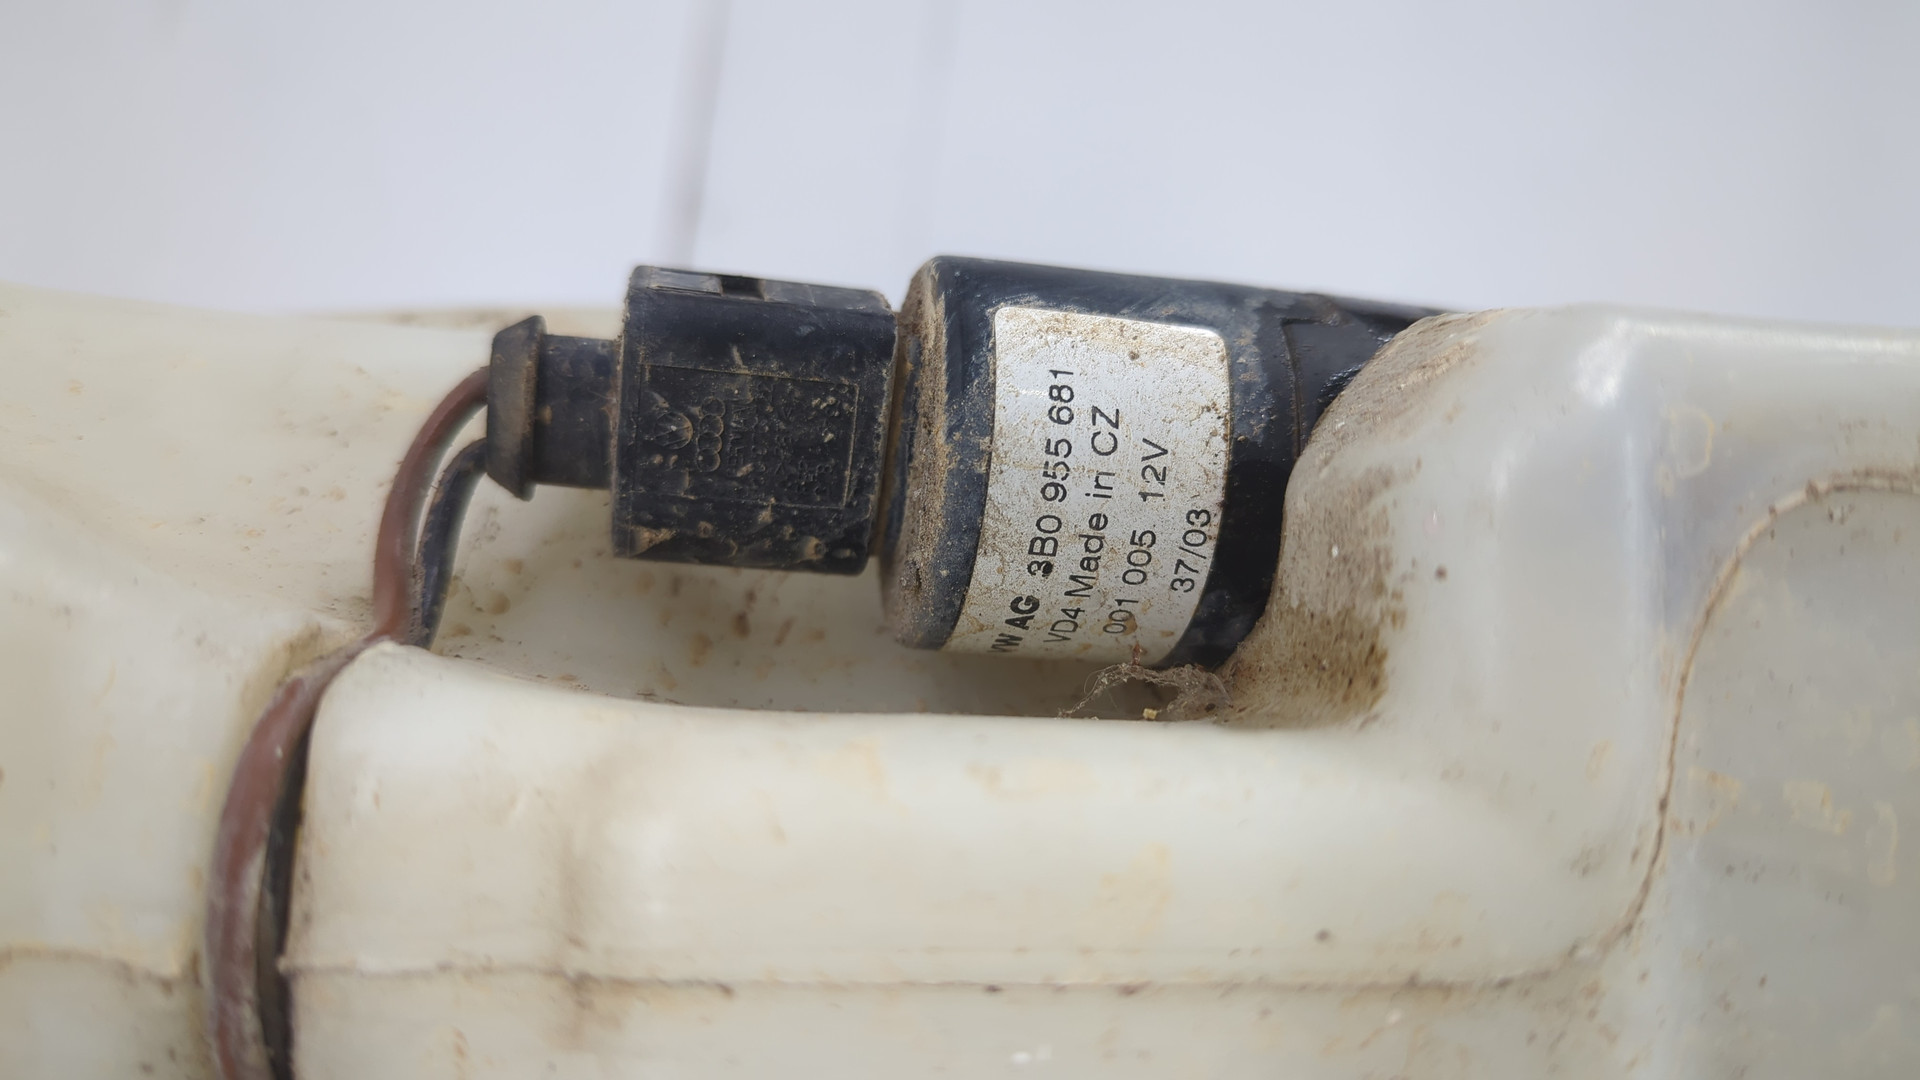 VW AG 3B0 955 681
VD4 Made in CZ
001 005 12V
37/03